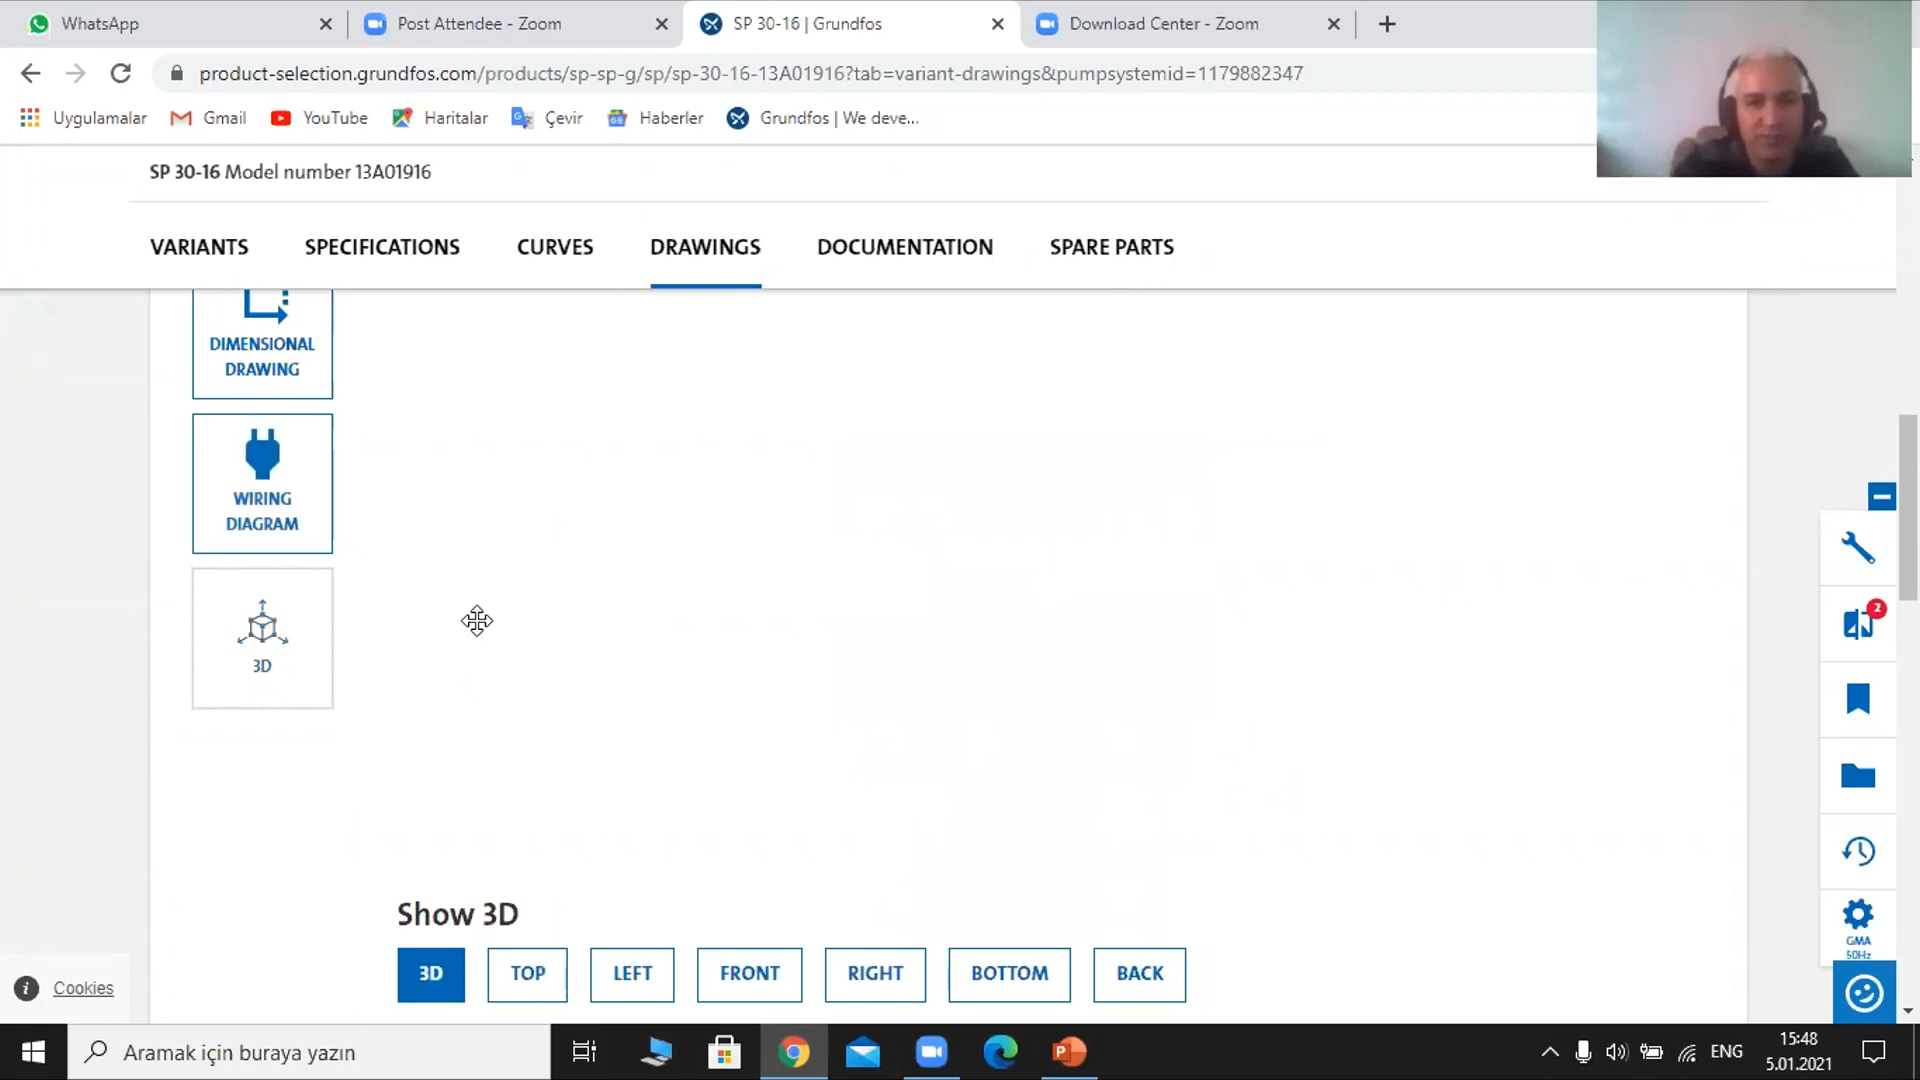 WhatsApp
Post Attendee - Zoom
SP 30-16 | Grundfos
Download Center - Zoom
product-selection.grundfos.com/products/sp-sp-g/sp/sp-30-16-13A01916?tab=variant-drawings&pumpsystemid=1179882347
Uygulamalar
Gmail
YouTube
Haritalar
Çevir
Haberler
Grundfos | We deve...
SP 30-16 Model number 13A01916
VARIANTS
SPECIFICATIONS
CURVES
DRAWINGS
DOCUMENTATION
SPARE PARTS
DIMENSIONAL
DRAWING
WIRING
DIAGRAM
3D
2
GMA
50Hz
Show 3D
3D
TOP
LEFT
FRONT
RIGHT
BOTTOM
BACK
Cookies
Aramak için buraya yazın
ENG
15:48
5.01.2021